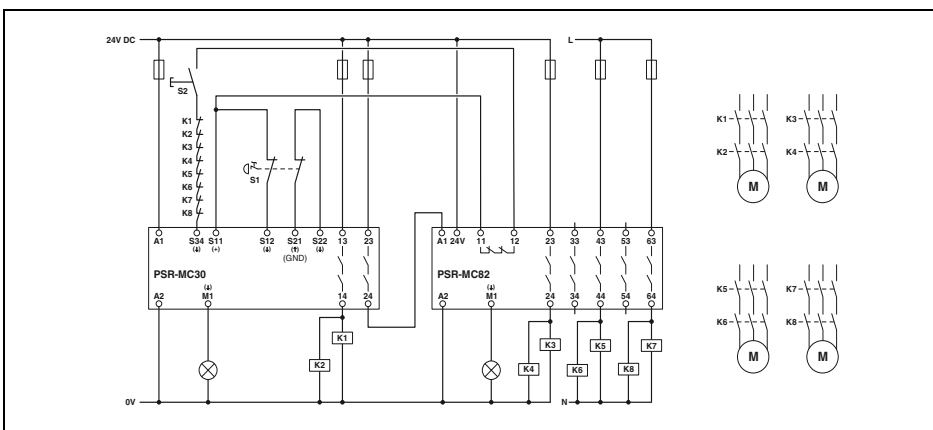 24V DC
L
S2
K1
K2
K3
K4
K5
K6
K7
K8
S1
K1
K3
K2
K4
M
M
A1
S34
S11
S12
S21
S22
13
23
(↓)
(+)
(↓)
(↑)
(↓)
(GND)
PSR-MC30
A2
(↓)
M1
14
24
A1
24V
11
12
23
33
43
53
63
PSR-MC82
A2
(↓)
M1
24
34
44
54
64
K5
K7
K6
K8
M
M
K1
K2
K3
K4
K5
K6
K7
K8
0V
N